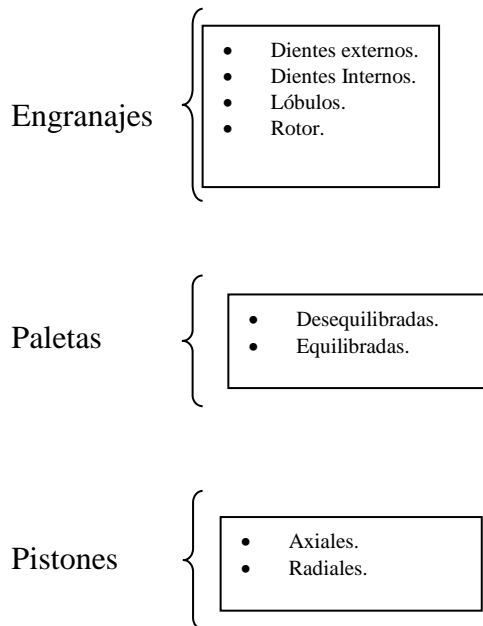 Engranajes
• Dientes externos.
• Dientes Internos.
• Lóbulos.
• Rotor.
Paletas
• Desequilibradas.
• Equilibradas.
Pistones
• Axiales.
• Radiales.